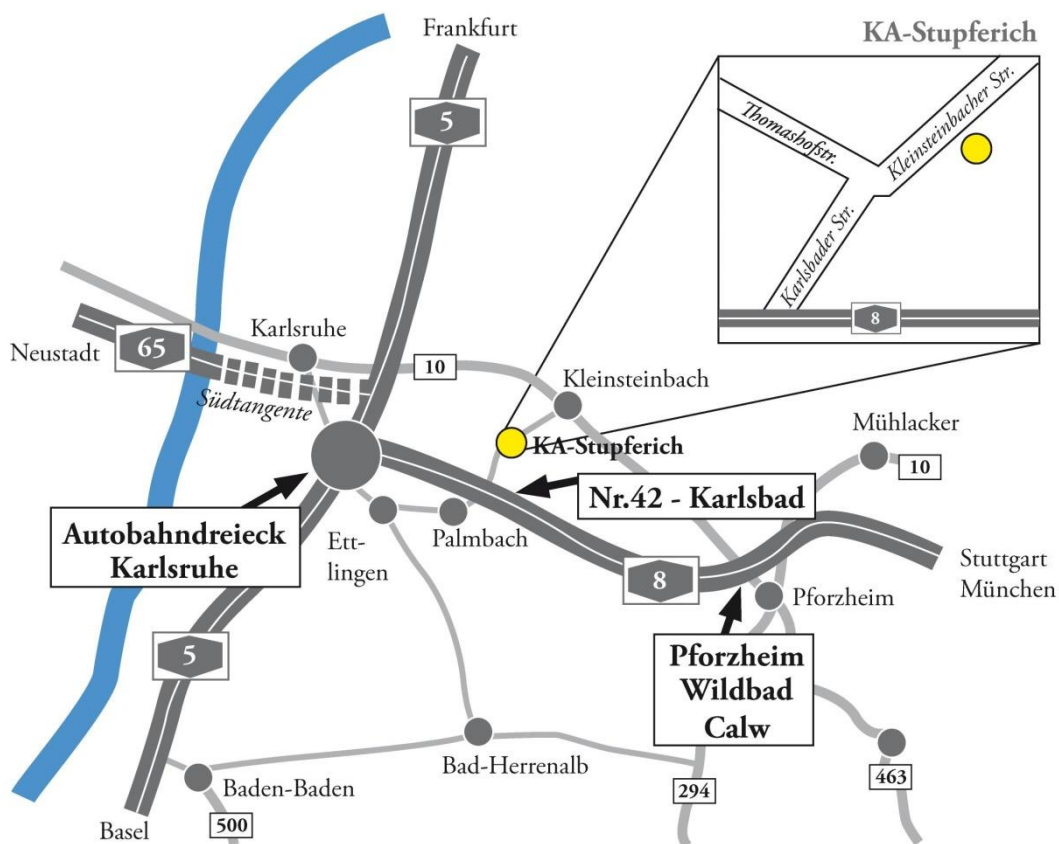 Frankfurt
KA-Stupferich
5
Thomashofstr.
Kleinsteinbacher Str.
Karlsbader Str.
8
Karlsruhe
65
Neustadt
10
Südtangente
Kleinsteinbach
KA-Stupferich
Mühlacker
10
Nr.42 - Karlsbad
Autobahndreieck
Karlsruhe
Ett-
lingen
Palmbach
8
Stuttgart
München
Pforzheim
5
Pforzheim
Wildbad
Calw
Bad-Herrenalb
Baden-Baden
294
463
500
Basel